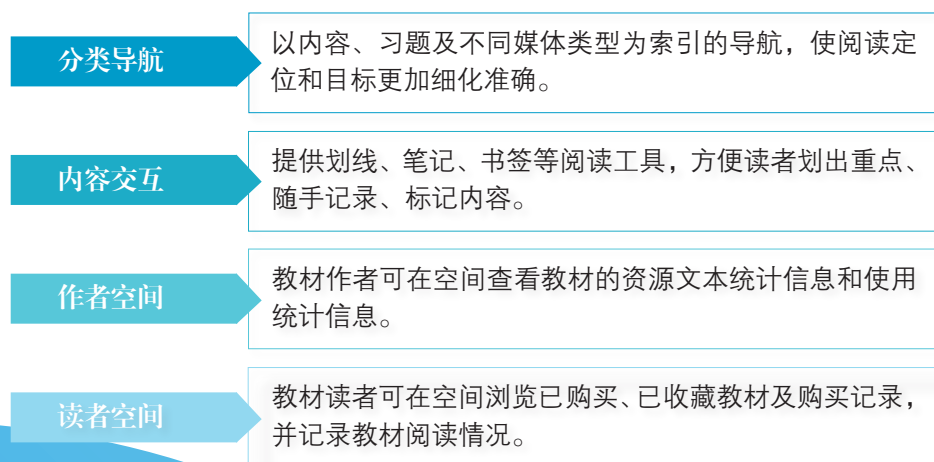 分类导航
以内容、习题及不同媒体类型为索引的导航，使阅读定
位和目标更加细化准确。
内容交互
提供划线、笔记、书签等阅读工具，方便读者划出重点、
随手记录、标记内容。
作者空间
教材作者可在空间查看教材的资源文本统计信息和使用
统计信息。
读者空间
教材读者可在空间浏览已购买、已收藏教材及购买记录，
并记录教材阅读情况。